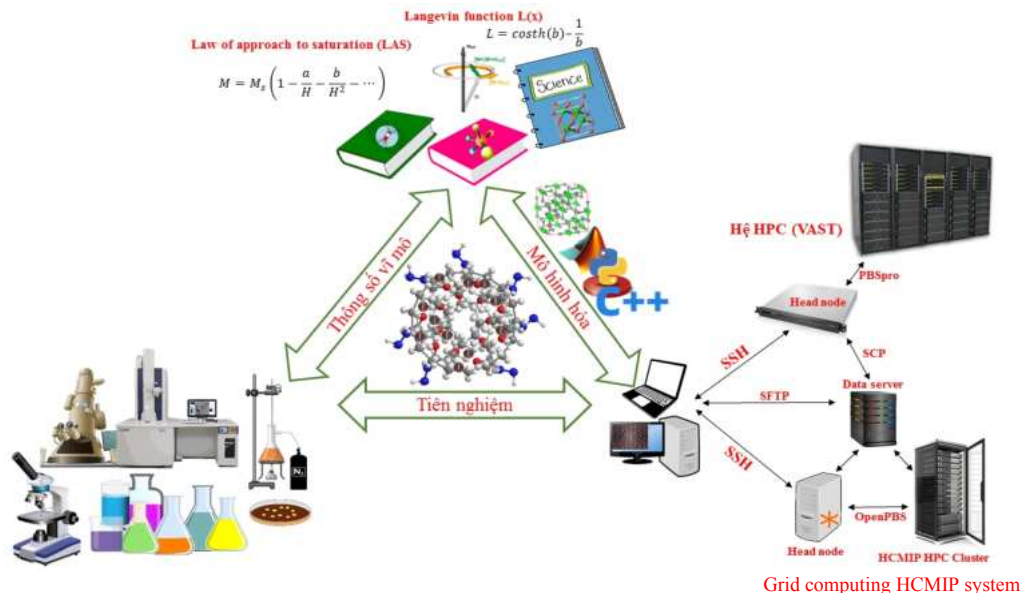 Langevin function L(x)
L = costh(b) - 1/b
Law of approach to saturation (LAS)
M = Mₛ(1 - a/H - b/H² - ⋯)
Science
Hệ HPC (VAST)
PBSpro
Thông số vĩ mô
Mô hình hóa
C++
Head node
SSH
SCP
Data server
SFTP
Tiên nghiệm
SSH
N₂
OpenPBS
Head node
HCMIP HPC Cluster
Grid computing HCMIP system